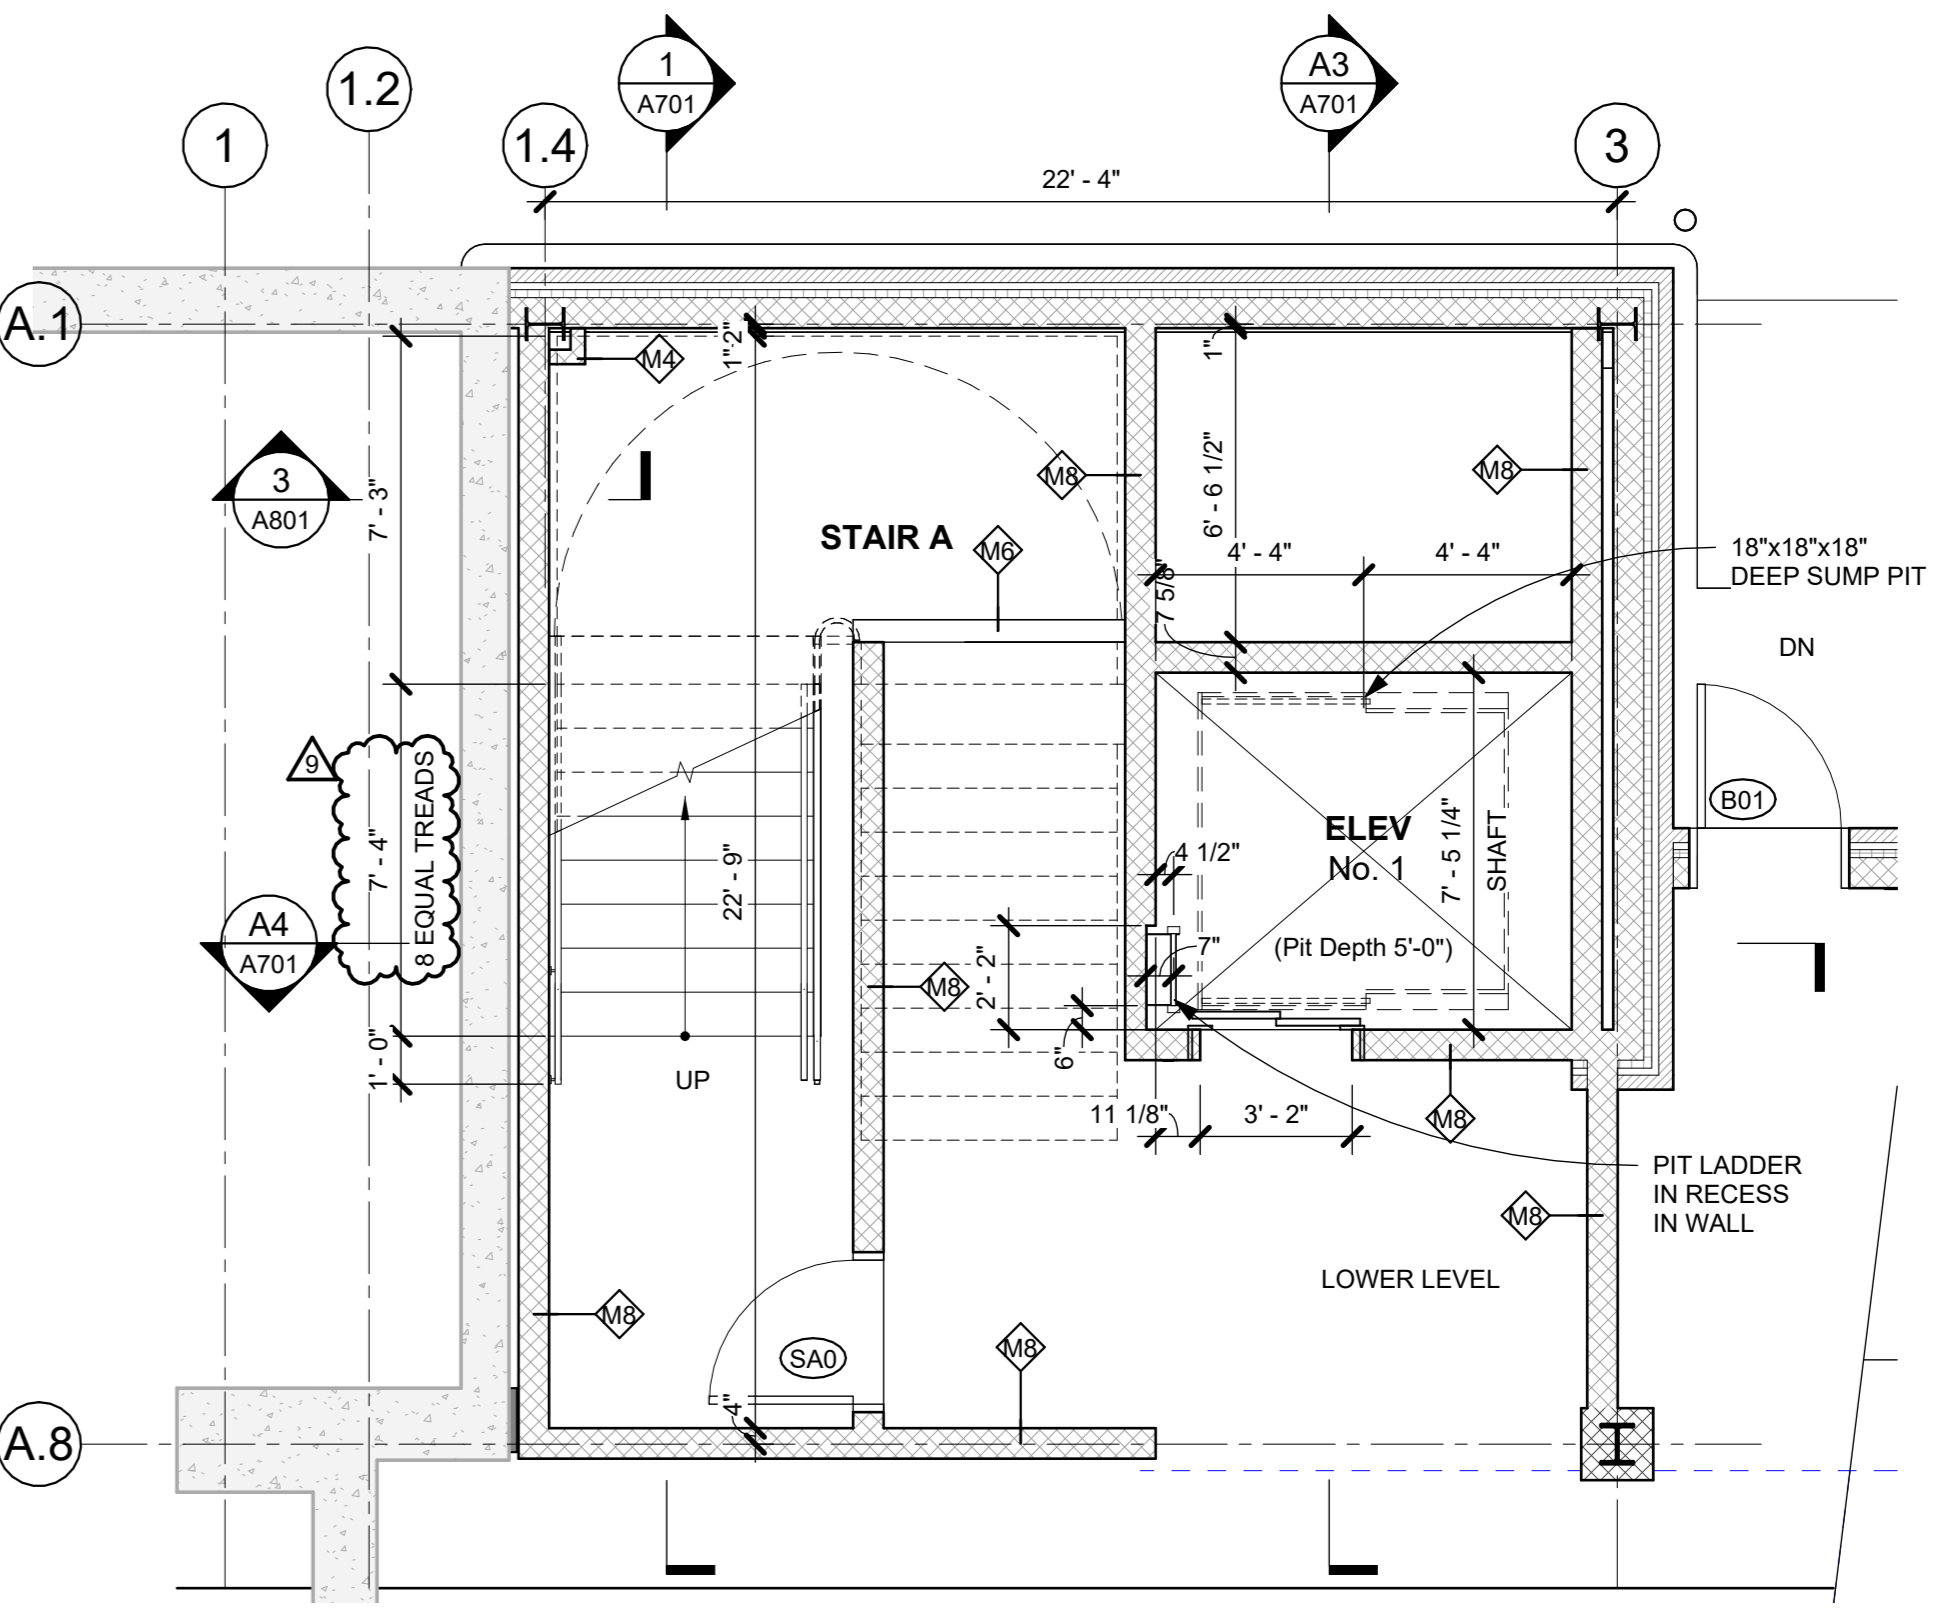 1
A701
A3
A701
1.2
1
1.4
3
22' - 4"
A.1
1"
2"
1"
M4
M8
M8
3
A801
7' - 3"
6' - 6 1/2"
STAIR A
M6
4' - 4"
4' - 4"
18"x18"x18"
DEEP SUMP PIT
7 5/8"
DN
9
7' - 4"
8 EQUAL TREADS
B01
ELEV
No. 1
7' - 5 1/4"
SHAFT
4 1/2"
22' - 9"
A4
A701
7"
(Pit Depth 5'-0")
2' - 2"
M8
6"
1' - 0"
UP
11 1/8"
3' - 2"
M8
PIT LADDER
IN RECESS
IN WALL
M8
LOWER LEVEL
M8
SA0
M8
4"
A.8